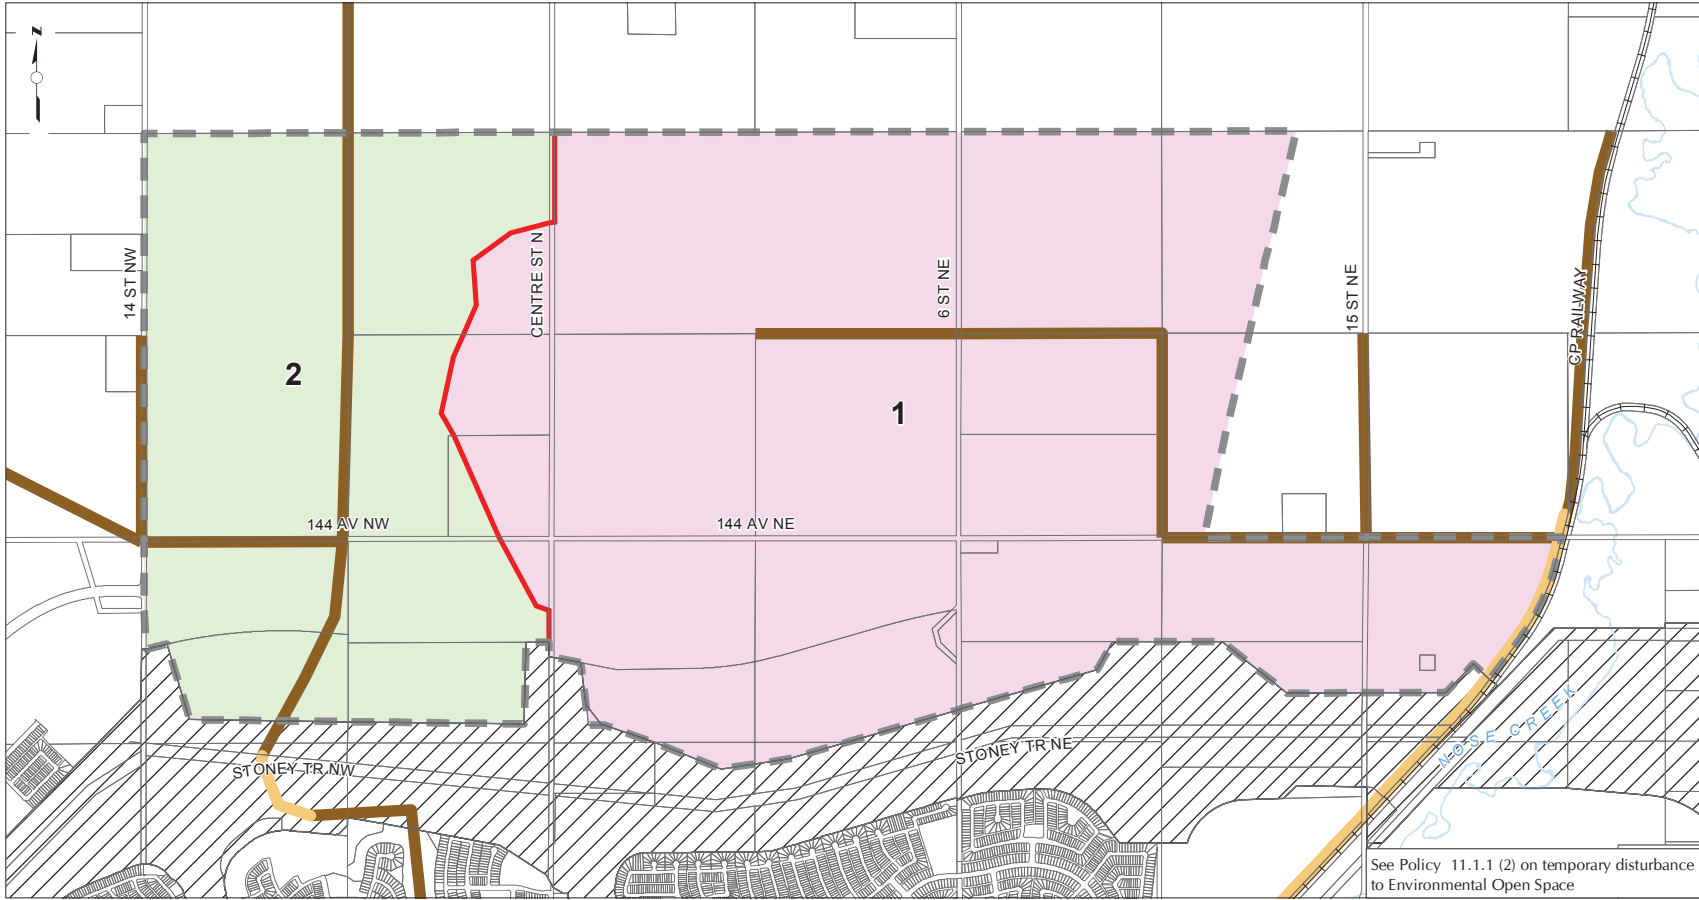 N
14 ST NW
CENTRE ST N
6 ST NE
15 ST NE
CP RAILWAY
2
1
144 AV NW
144 AV NE
STONEY TR NW
STONEY TR NE
NOSE CREEK
See Policy 11.1.1 (2) on temporary disturbance
to Environmental Open Space